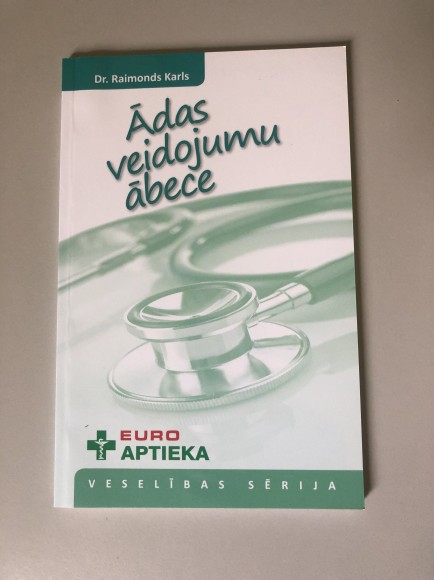 Dr. Raimonds Karls
Ādas
veidojumu
ābece
EURO
APTIEKA
VESELĪBAS SĒRIJA